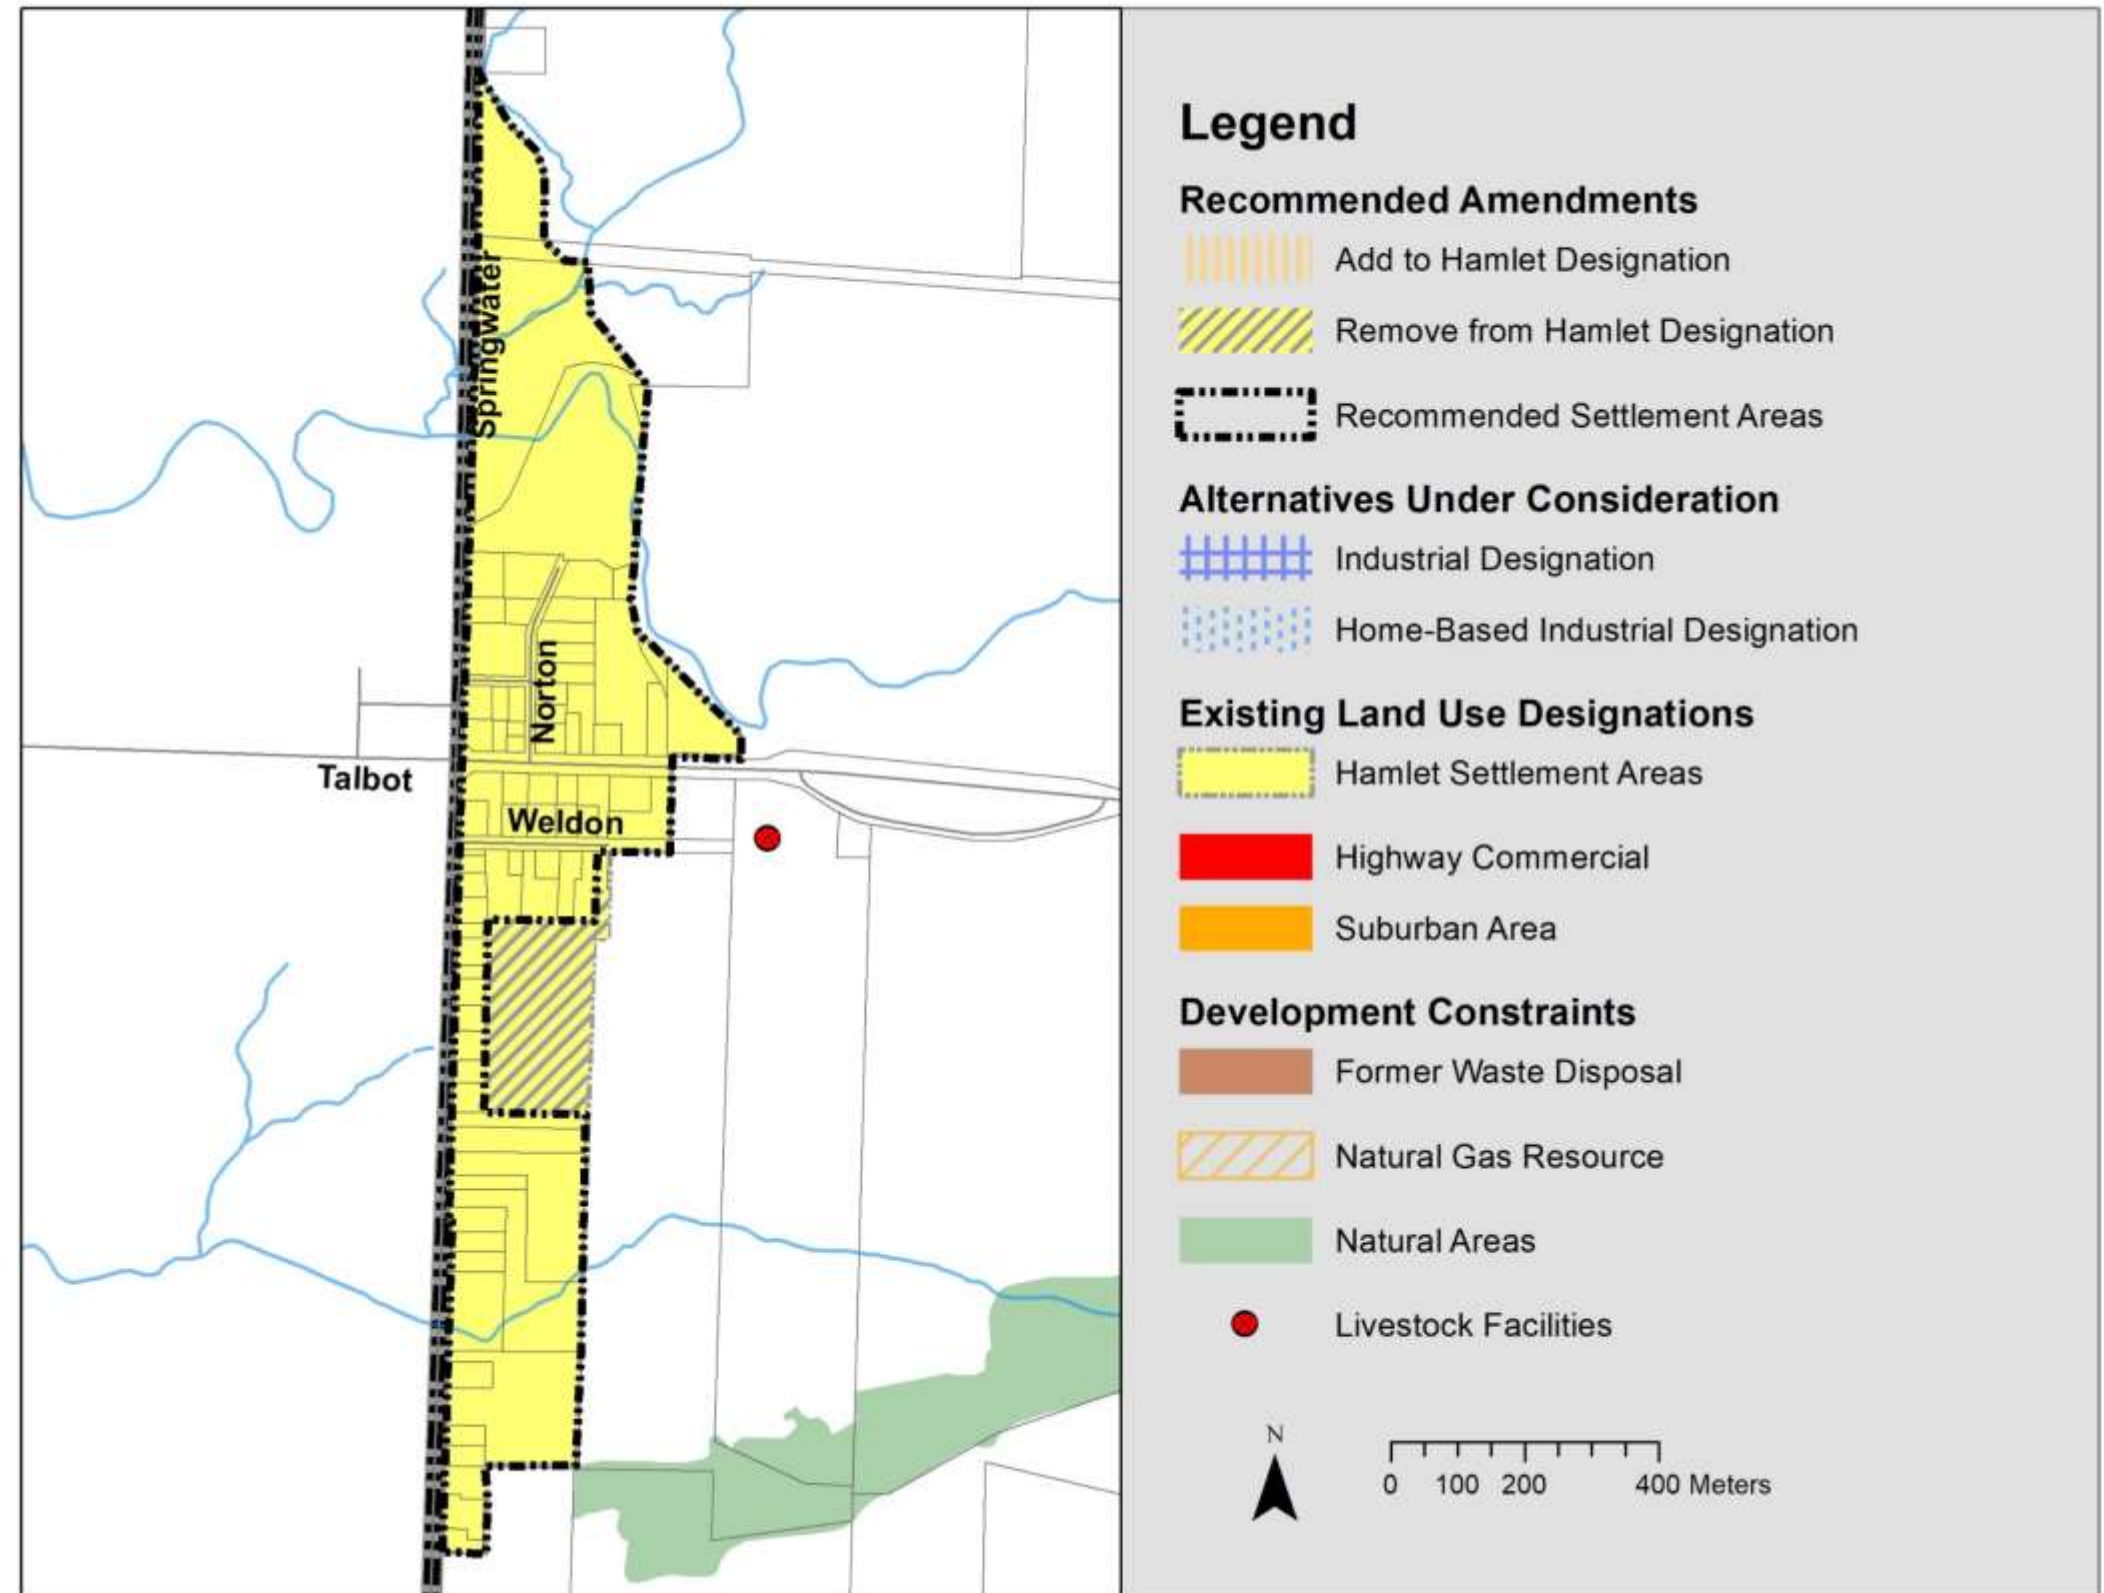 Springwater
Norton
Talbot
Weldon
Legend
Recommended Amendments
Add to Hamlet Designation
Remove from Hamlet Designation
Recommended Settlement Areas
Alternatives Under Consideration
Industrial Designation
Home-Based Industrial Designation
Existing Land Use Designations
Hamlet Settlement Areas
Highway Commercial
Suburban Area
Development Constraints
Former Waste Disposal
Natural Gas Resource
Natural Areas
Livestock Facilities
N
0 100 200 400 Meters